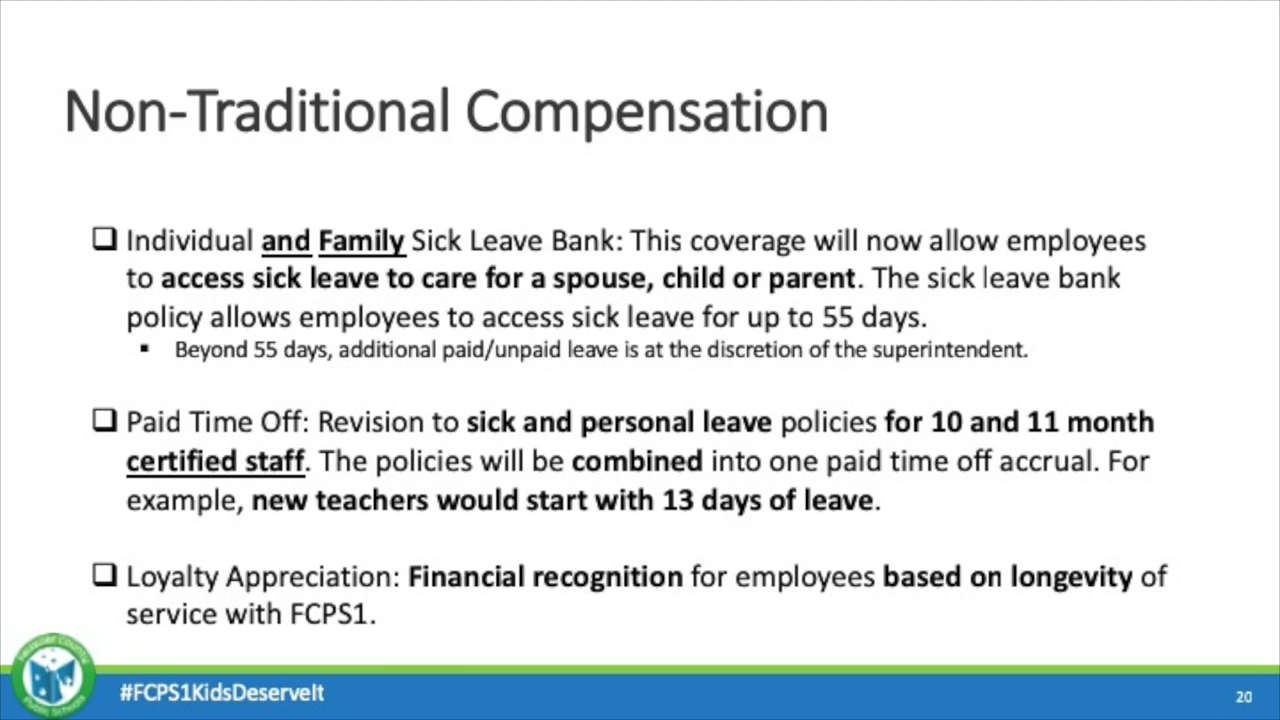 Non-Traditional Compensation
❑ Individual and Family Sick Leave Bank: This coverage will now allow employees
to access sick leave to care for a spouse, child or parent. The sick leave bank
policy allows employees to access sick leave for up to 55 days.
▪ Beyond 55 days, additional paid/unpaid leave is at the discretion of the superintendent.
❑ Paid Time Off: Revision to sick and personal leave policies for 10 and 11 month
certified staff. The policies will be combined into one paid time off accrual. For
example, new teachers would start with 13 days of leave.
❑ Loyalty Appreciation: Financial recognition for employees based on longevity of
service with FCPS1.
Public Schools
#FCPS1KidsDeserveIt
20